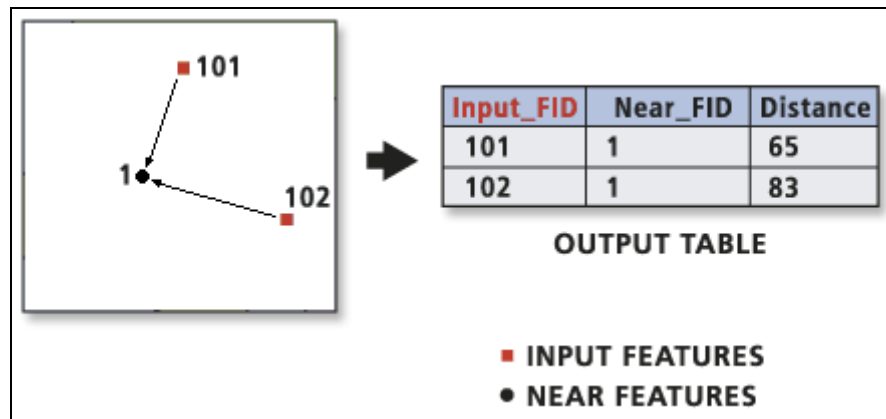 101
1
102
Input_FID Near_FID Distance
101 1 65
102 1 83
OUTPUT TABLE
INPUT FEATURES
NEAR FEATURES